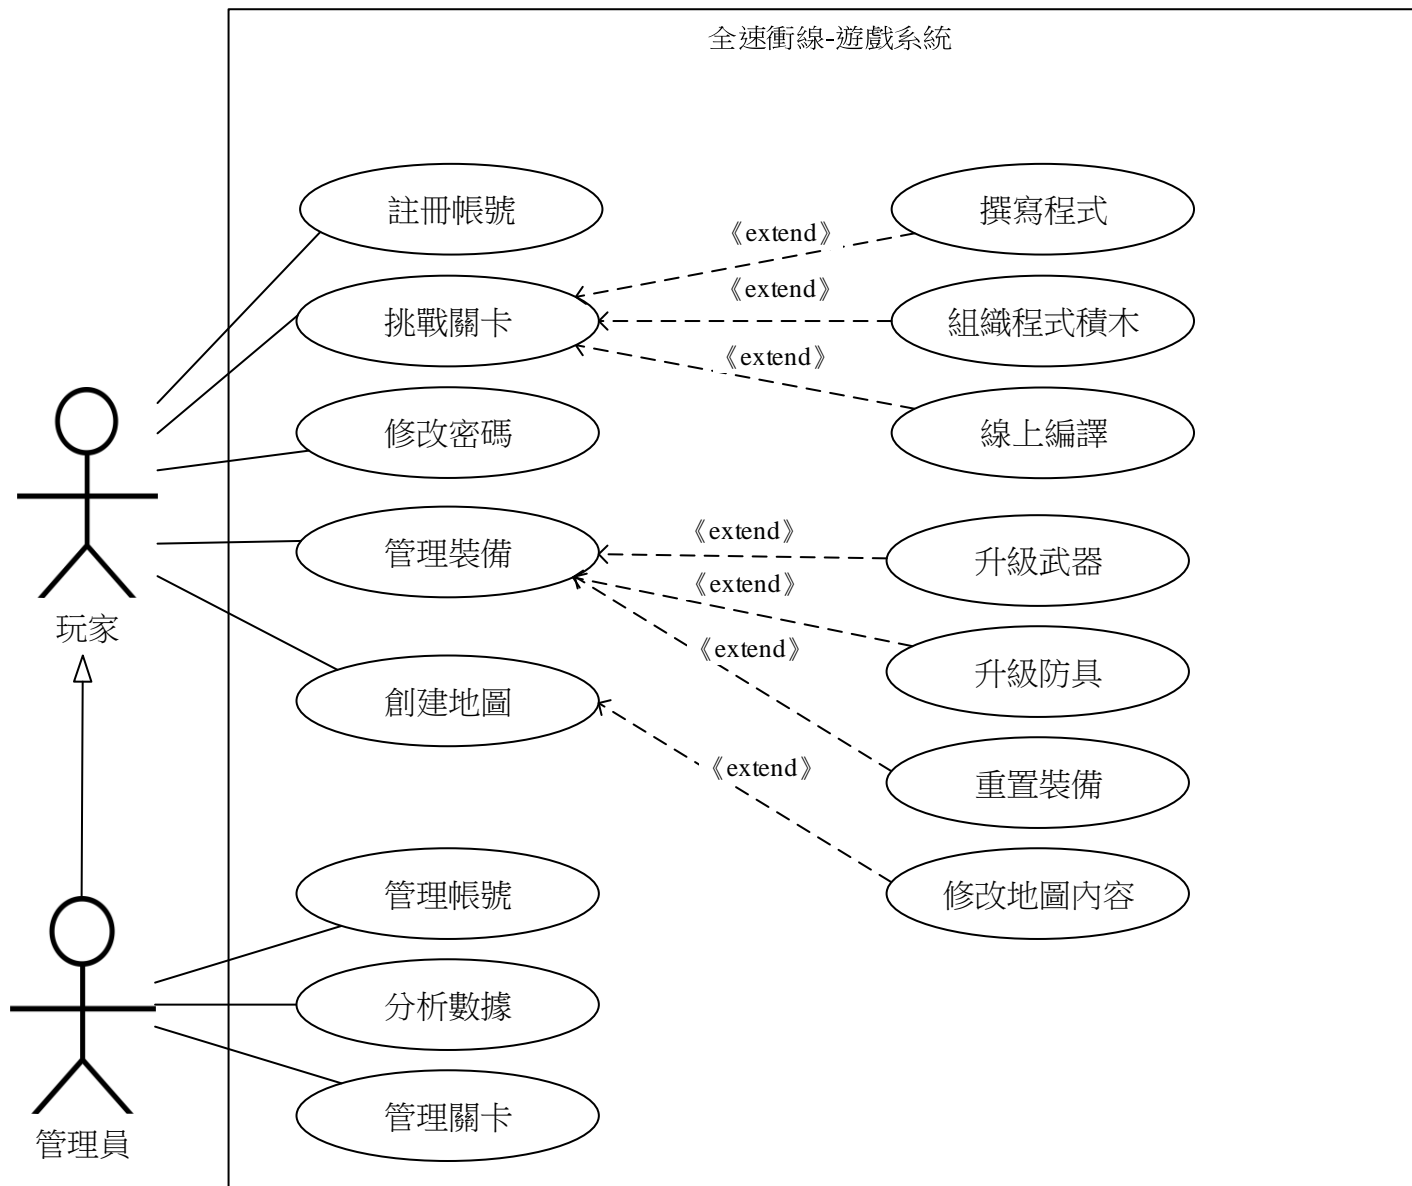 全速衝線-遊戲系統
註冊帳號
撰寫程式
《extend》
挑戰關卡
《extend》
組織程式積木
《extend》
修改密碼
線上編譯
管理裝備
《extend》
升級武器
《extend》
玩家
《extend》
升級防具
創建地圖
《extend》
重置裝備
管理帳號
修改地圖內容
分析數據
管理關卡
管理員